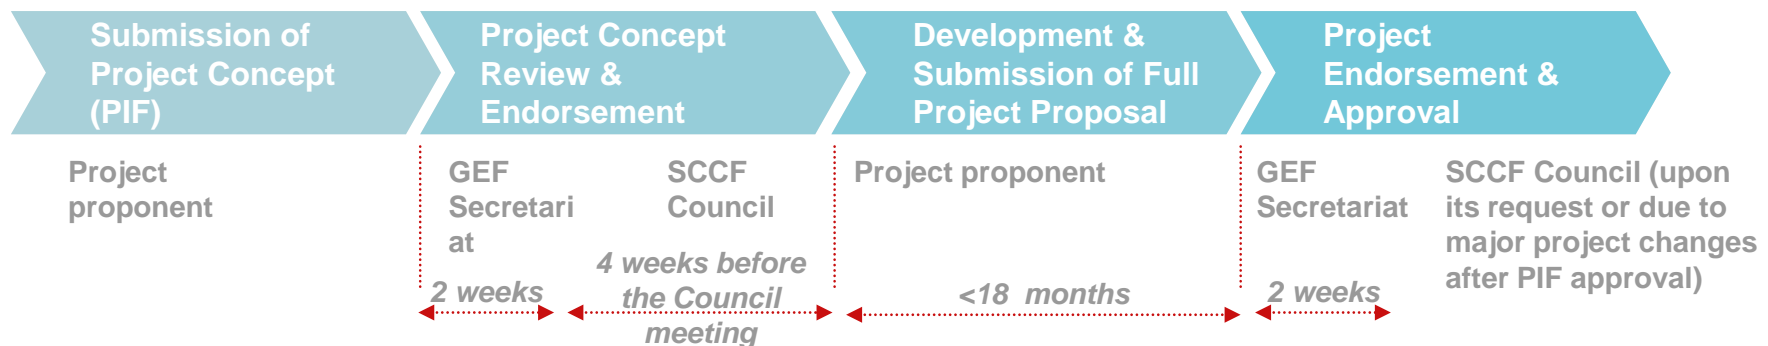 Submission of
Project Concept
(PIF)
Project Concept
Review &
Endorsement
Development &
Submission of Full
Project Proposal
Project
Endorsement &
Approval
Project
proponent
GEF
Secretari
at
SCCF
Council
Project proponent
GEF
Secretariat
SCCF Council (upon
its request or due to
major project changes
after PIF approval)
2 weeks
4 weeks before
the Council
meeting
<18 months
2 weeks